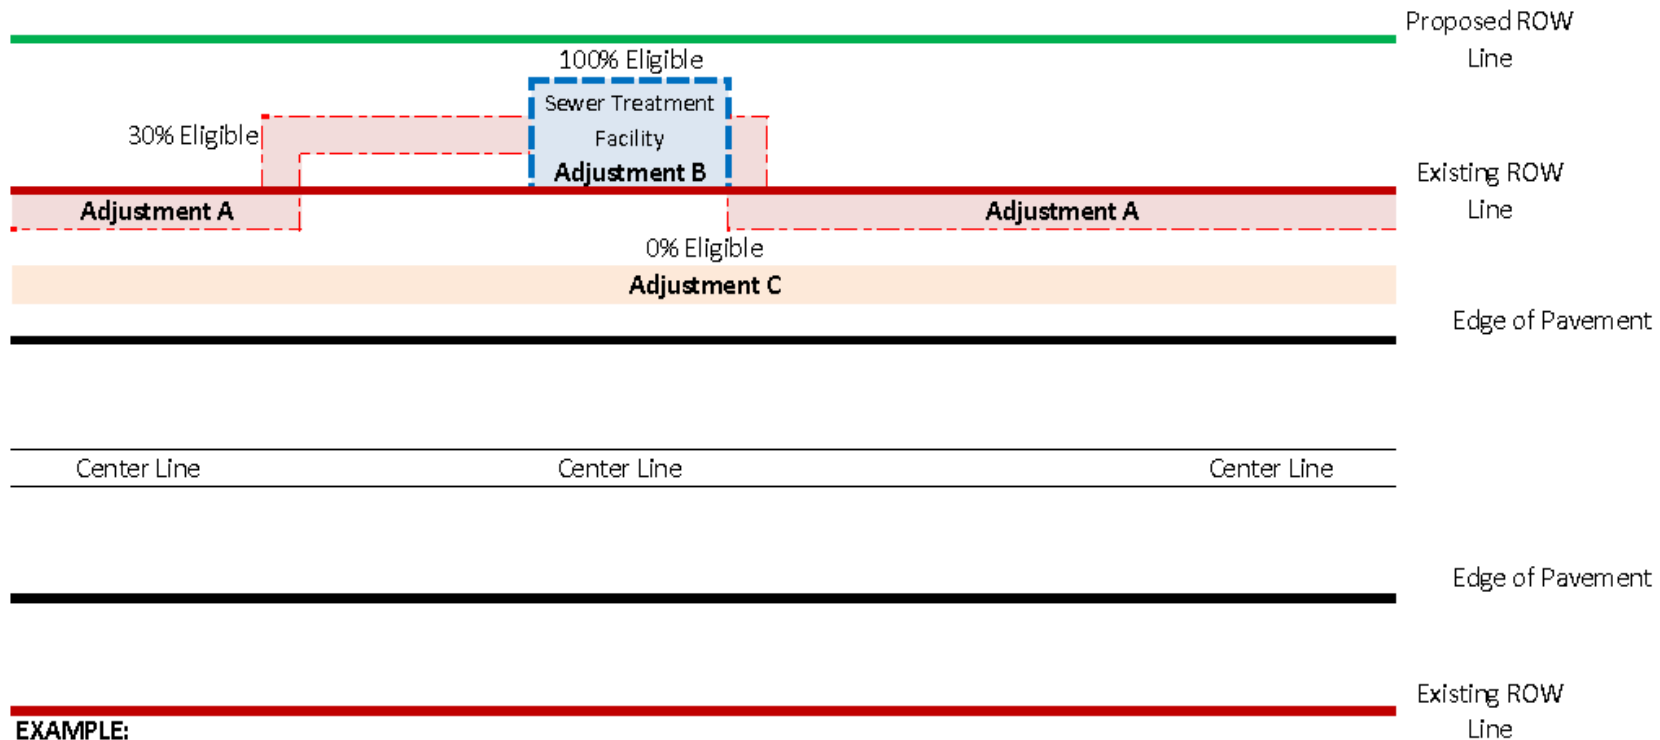 Proposed ROW
Line
100% Eligible
Sewer Treatment
Facility
Adjustment B
30% Eligible
Existing ROW
Line
Adjustment A
Adjustment A
0% Eligible
Adjustment C
Edge of Pavement
Center Line
Center Line
Center Line
Edge of Pavement
Existing ROW
Line
EXAMPLE: